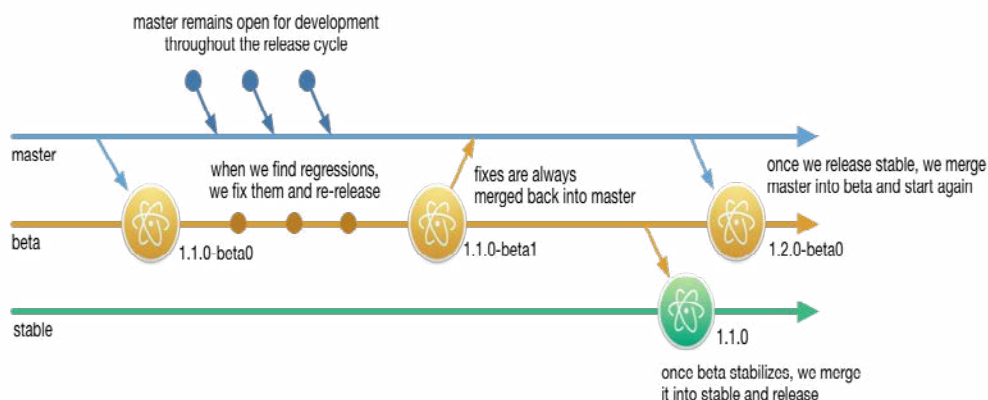 master remains open for development
throughout the release cycle
master
when we find regressions,
we fix them and re-release
fixes are always
merged back into master
once we release stable, we merge
master into beta and start again
beta
1.1.0-beta0
1.1.0-beta1
1.2.0-beta0
stable
1.1.0
once beta stabilizes, we merge
it into stable and release